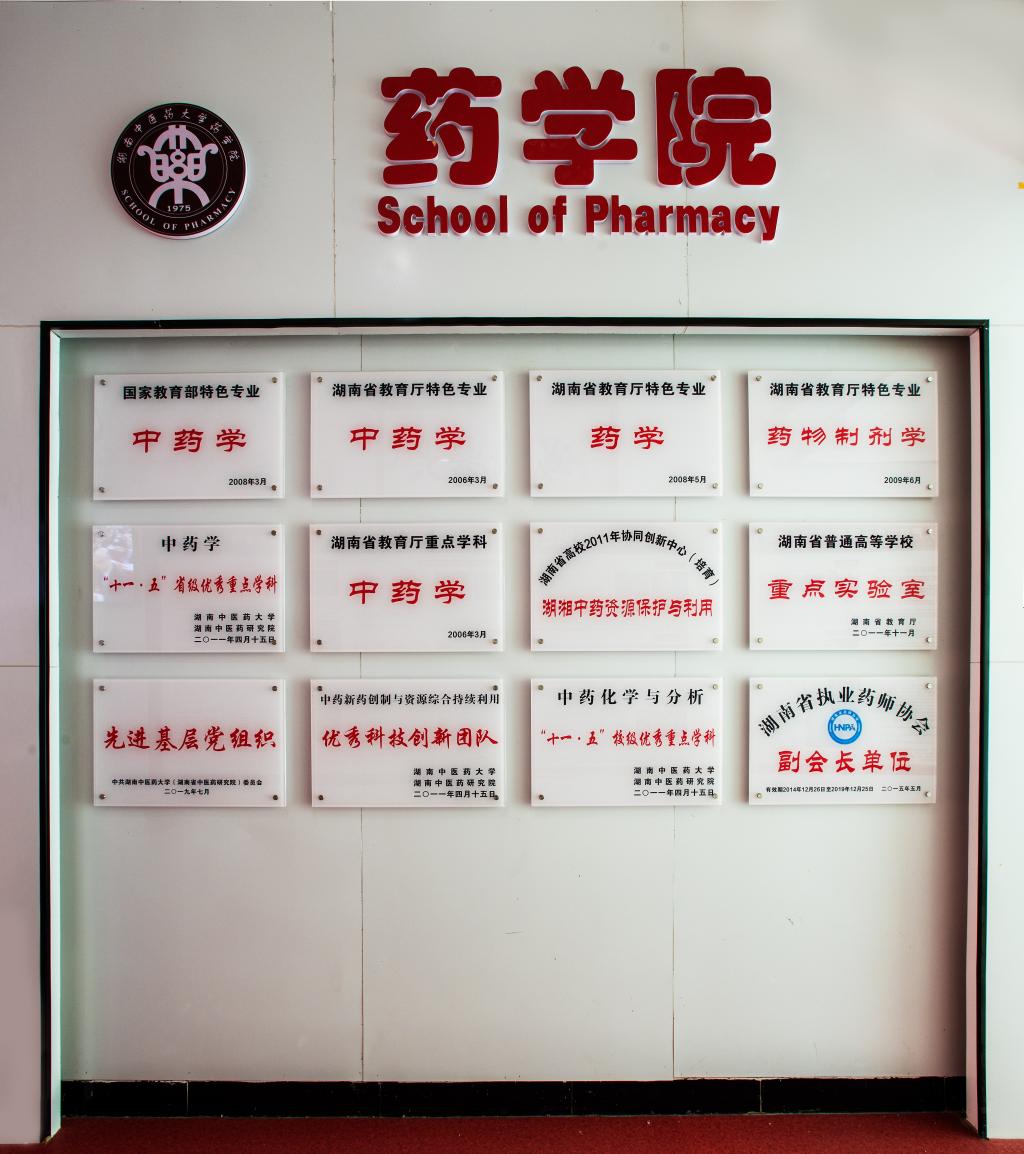 湖南中医药大学药学院
1975
SCHOOL OF PHARMACY
药学院
School of Pharmacy
国家教育部特色专业
中药学
2008年3月
湖南省教育厅特色专业
中药学
2006年3月
湖南省教育厅特色专业
药学
2008年5月
湖南省教育厅特色专业
药物制剂学
2009年6月
中药学
“十一·五”省级优秀重点学科
湖南中医药大学
湖南中医药研究院
二〇一一年四月十五日
湖南省教育厅重点学科
中药学
2006年3月
湖南省高校2011年协同创新中心（培育）
湖湘中药资源保护与利用
湖南省普通高等学校
重点实验室
湖南省教育厅
二〇一一年十一月
先进基层党组织
中共湖南中医药大学（湖南省中医药研究院）委员会
二〇一九年七月
中药新药创制与资源综合持续利用
优秀科技创新团队
湖南中医药大学
湖南中医药研究院
二〇一一年四月十五日
中药化学与分析
“十一·五”校级优秀重点学科
湖南中医药大学
湖南中医药研究院
二〇一一年四月十五日
湖南省执业药师协会
HNPA
副会长单位
有效期2014年12月26日至2019年12月25日 二〇一五年五月